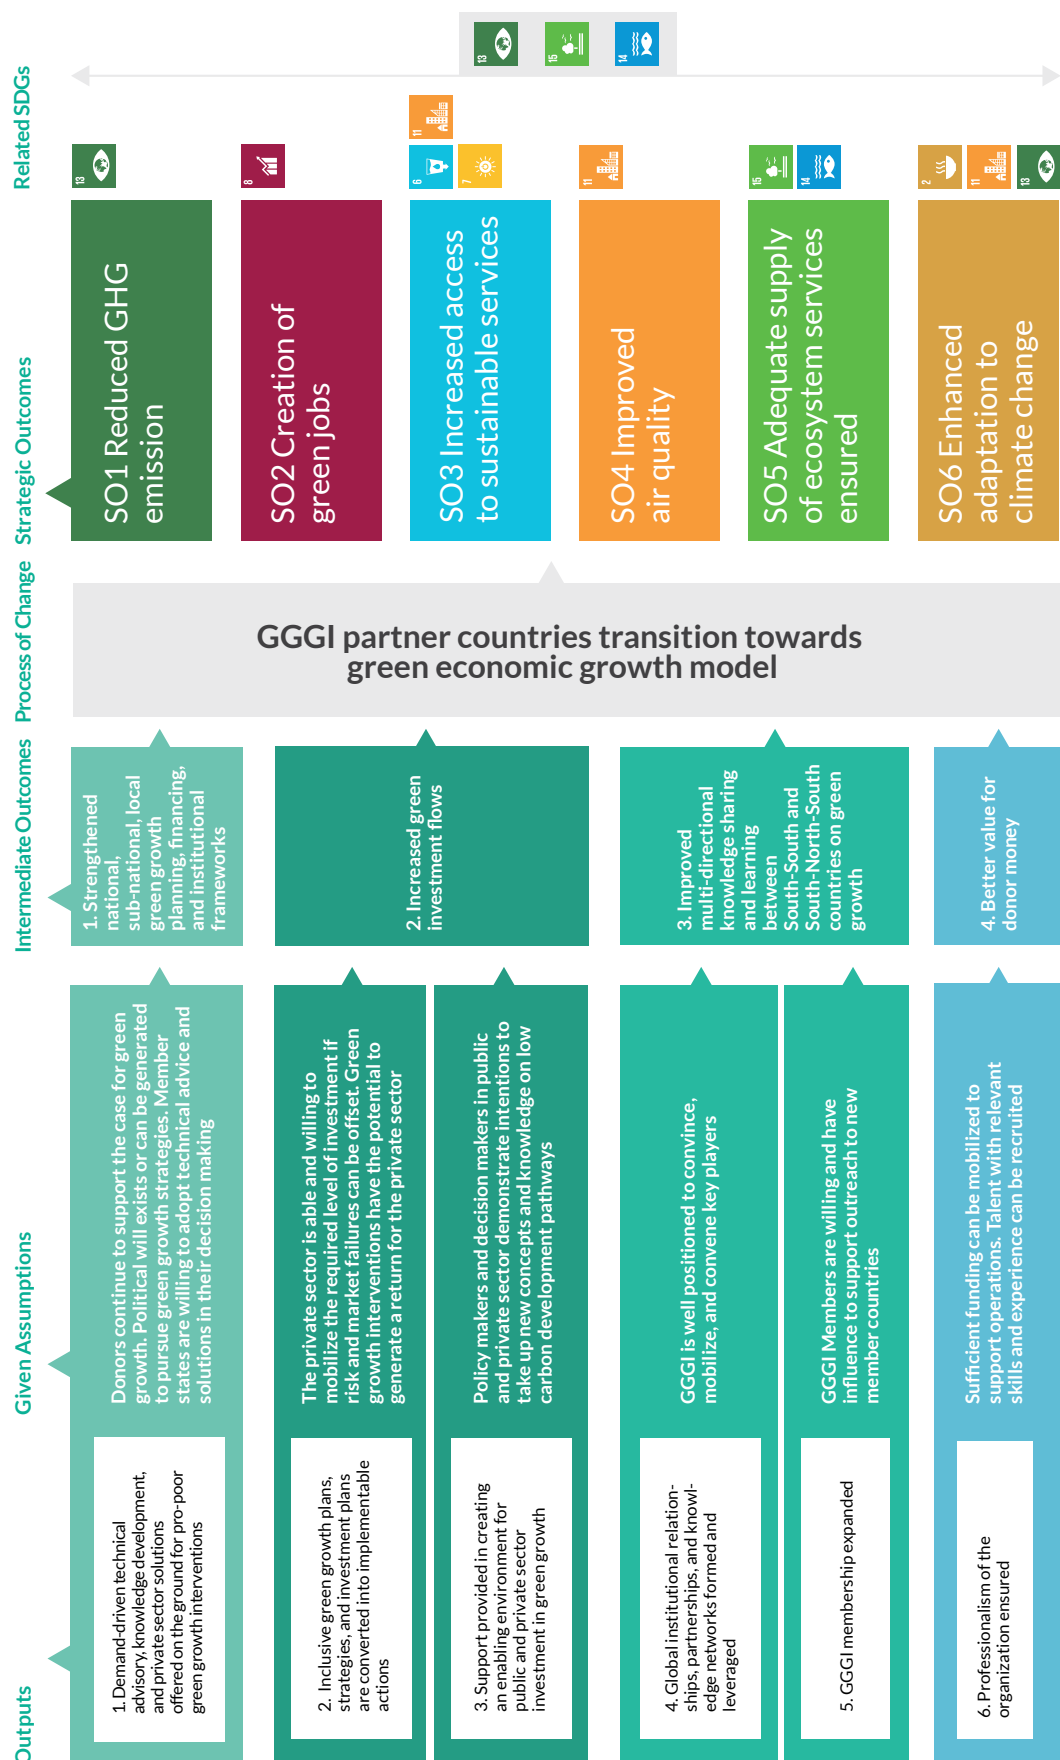 Outputs
Given Assumptions
Intermediate Outcomes
Process of Change
Strategic Outcomes
Related SDGs
1. Demand-driven technical
advisory, knowledge development,
and private sector solutions
offered on the ground for pro-poor
green growth interventions
Donors continue to support the case for green
growth. Political will exists or can be generated
to pursue green growth strategies. Member
states are willing to adopt technical advice and
solutions in their decision making
1. Strengthened
national,
sub-national, local
green growth
planning, financing,
and institutional
frameworks
2. Inclusive green growth plans,
strategies, and investment plans
are converted into implementable
actions
The private sector is able and willing to
mobilize the required level of investment if
risk and market failures can be offset. Green
growth interventions have the potential to
generate a return for the private sector
3. Support provided in creating
an enabling environment for
public and private sector
investment in green growth
Policy makers and decision makers in public
and private sector demonstrate intentions to
take up new concepts and knowledge on low
carbon development pathways
2. Increased green
investment flows
4. Global institutional relation-
ships, partnerships, and knowl-
edge networks formed and
leveraged
GGGI is well positioned to convince,
mobilize, and convene key players
5. GGGI membership expanded
GGGI Members are willing and have
influence to support outreach to new
member countries
3. Improved
multi-directional
knowledge sharing
and learning
between
South-South and
South-North-South
countries on green
growth
6. Professionalism of the
organization ensured
Sufficient funding can be mobilized to
support operations. Talent with relevant
skills and experience can be recruited
4. Better value for
donor money
GGGI partner countries transition towards
green economic growth model
SO1 Reduced GHG
emission
13
SO2 Creation of
green jobs
8
SO3 Increased access
to sustainable services
6
7
11
SO4 Improved
air quality
11
SO5 Adequate supply
of ecosystem services
ensured
15
14
SO6 Enhanced
adaptation to
climate change
2
11
13
13
15
14